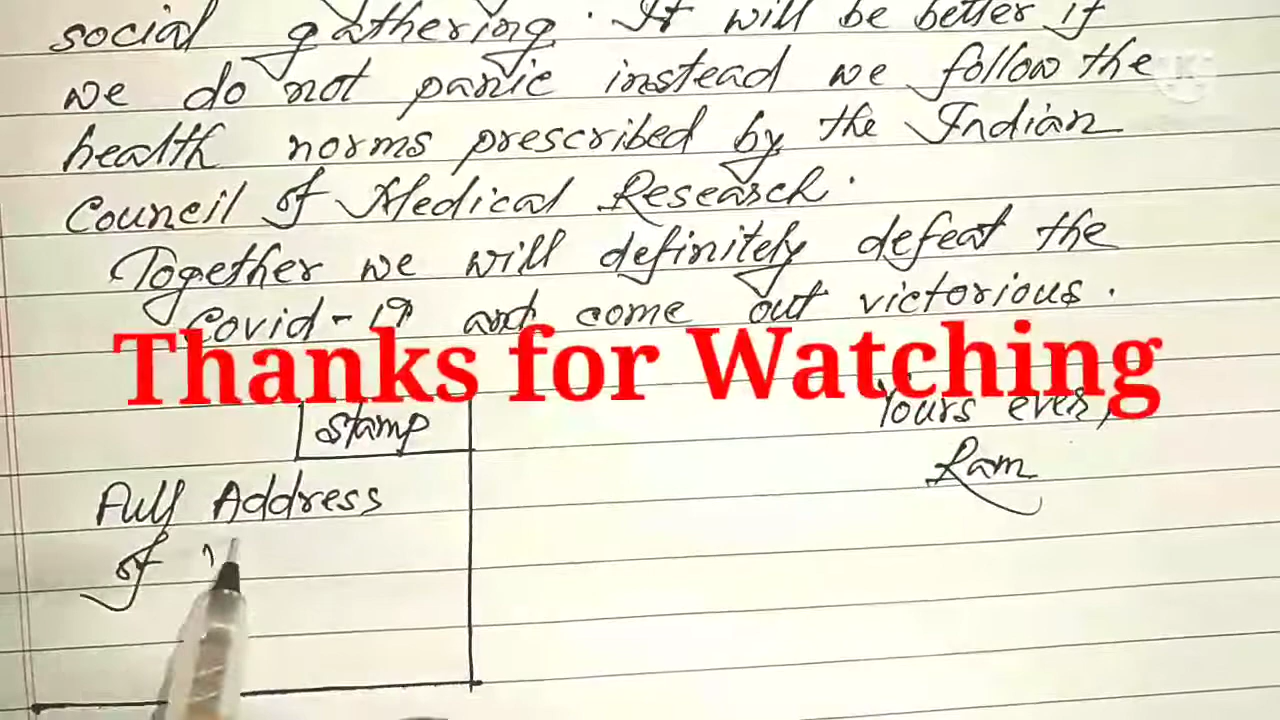 social gathering. It will be better if
we do not panic instead we follow the
health norms prescribed by the Indian
Council of Medical Research.
Together we will definitely defeat the
Covid-19 and come out victorious.
Thanks for Watching
Yours ever,
Ram
stamp
Full Address
of